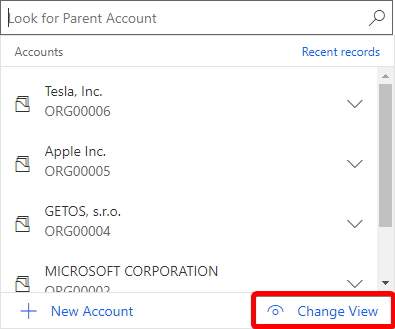 Look for Parent Account
Accounts Recent records
Tesla, Inc.
ORG00006
Apple Inc.
ORG00005
GETOS, s.r.o.
ORG00004
MICROSOFT CORPORATION
ORG00002
New Account Change View